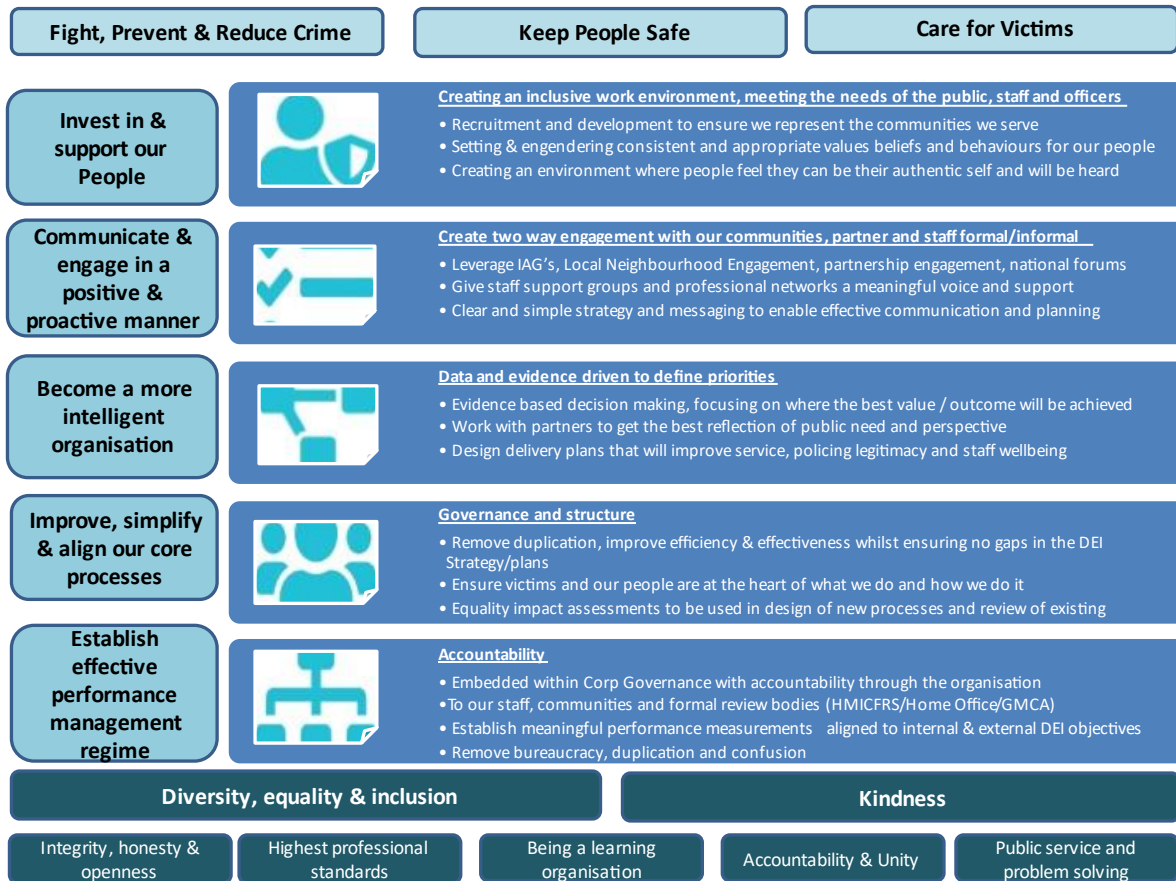 Fight, Prevent & Reduce Crime
Keep People Safe
Care for Victims
Invest in &
support our
People
Creating an inclusive work environment, meeting the needs of the public, staff and officers
• Recruitment and development to ensure we represent the communities we serve
• Setting & engendering consistent and appropriate values beliefs and behaviours for our people
• Creating an environment where people feel they can be their authentic self and will be heard
Communicate &
engage in a
positive &
proactive manner
Create two way engagement with our communities, partner and staff formal/informal
• Leverage IAG's, Local Neighbourhood Engagement, partnership engagement, national forums
• Give staff support groups and professional networks a meaningful voice and support
• Clear and simple strategy and messaging to enable effective communication and planning
Become a more
intelligent
organisation
Data and evidence driven to define priorities
• Evidence based decision making, focusing on where the best value / outcome will be achieved
• Work with partners to get the best reflection of public need and perspective
• Design delivery plans that will improve service, policing legitimacy and staff wellbeing
Improve, simplify
& align our core
processes
Governance and structure
• Remove duplication, improve efficiency & effectiveness whilst ensuring no gaps in the DEI
Strategy/plans
• Ensure victims and our people are at the heart of what we do and how we do it
• Equality impact assessments to be used in design of new processes and review of existing
Establish
effective
performance
management
regime
Accountability
• Embedded within Corp Governance with accountability through the organisation
•To our staff, communities and formal review bodies (HMICFRS/Home Office/GMCA)
• Establish meaningful performance measurements aligned to internal & external DEI objectives
• Remove bureaucracy, duplication and confusion
Diversity, equality & inclusion
Kindness
Integrity, honesty &
openness
Highest professional
standards
Being a learning
organisation
Accountability & Unity
Public service and
problem solving